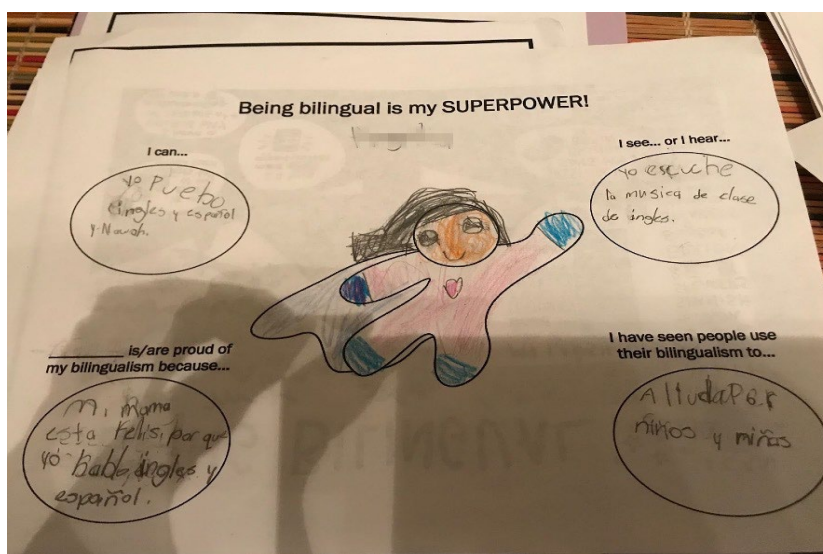 Being bilingual is my SUPERPOWER!
I can...
yo Puebo
ingles y español
y Navah.
I see... or I hear...
yo escuche
la musica de clase
de ingles.
is/are proud of
my bilingualism because...
Mi mama
esta felis, por que
yo hablo ingles y
español.
I have seen people use
their bilingualism to...
AlludaPer
niños y miñas